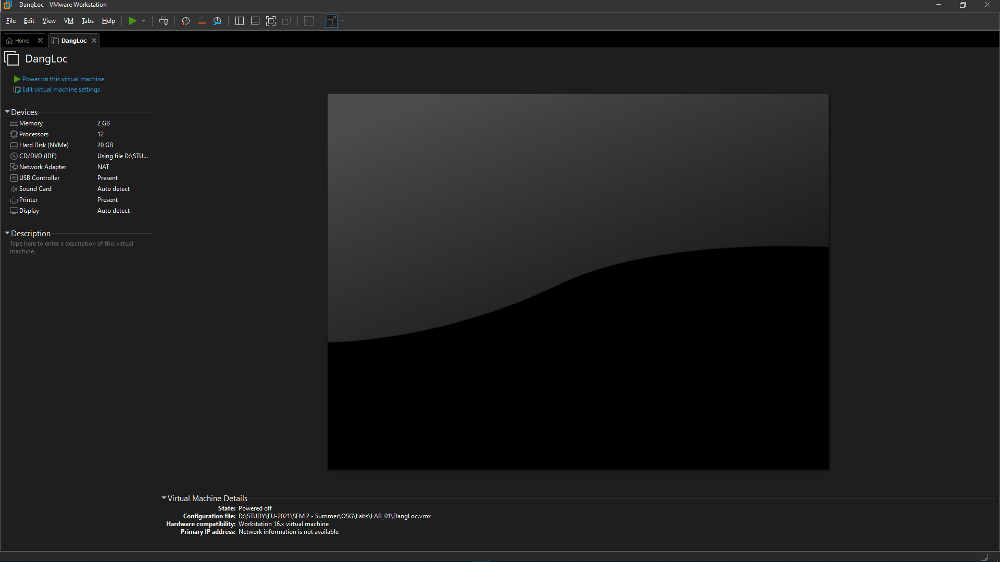 DangLoc - VMware Workstation
File Edit View VM Tabs Help
Home DangLoc
DangLoc
Power on this virtual machine
Edit virtual machine settings
Devices
Memory 2 GB
Processors 12
Hard Disk (NVMe) 20 GB
CD/DVD (IDE) Using file D:\STU...
Network Adapter NAT
USB Controller Present
Sound Card Auto detect
Printer Present
Display Auto detect
Description
Type here to enter a description of this virtual
machine.
Virtual Machine Details
State: Powered off
Configuration file: D:\STUDY\FU-2021\SEM 2 - Summer\OSG\Labs\LAB_01\DangLoc.vmx
Hardware compatibility: Workstation 16.x virtual machine
Primary IP address: Network information is not available